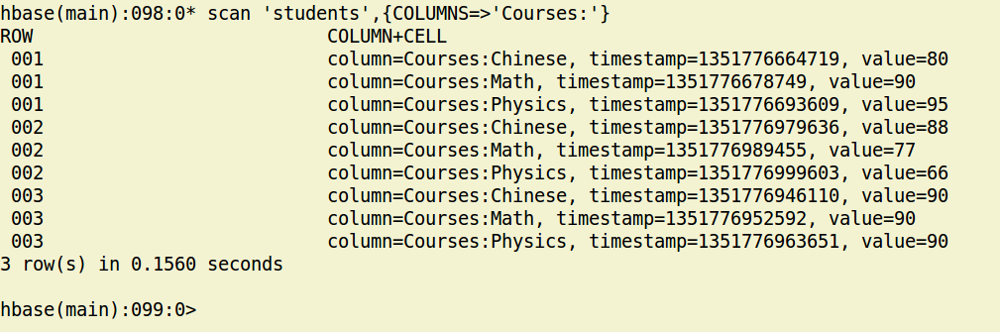 hbase(main):098:0* scan 'students',{COLUMNS=>'Courses:'}
ROW                           COLUMN+CELL
 001                          column=Courses:Chinese, timestamp=1351776664719, value=80
 001                          column=Courses:Math, timestamp=1351776678749, value=90
 001                          column=Courses:Physics, timestamp=1351776693609, value=95
 002                          column=Courses:Chinese, timestamp=1351776979636, value=88
 002                          column=Courses:Math, timestamp=1351776989455, value=77
 002                          column=Courses:Physics, timestamp=1351776999603, value=66
 003                          column=Courses:Chinese, timestamp=1351776946110, value=90
 003                          column=Courses:Math, timestamp=1351776952592, value=90
 003                          column=Courses:Physics, timestamp=1351776963651, value=90
3 row(s) in 0.1560 seconds

hbase(main):099:0>